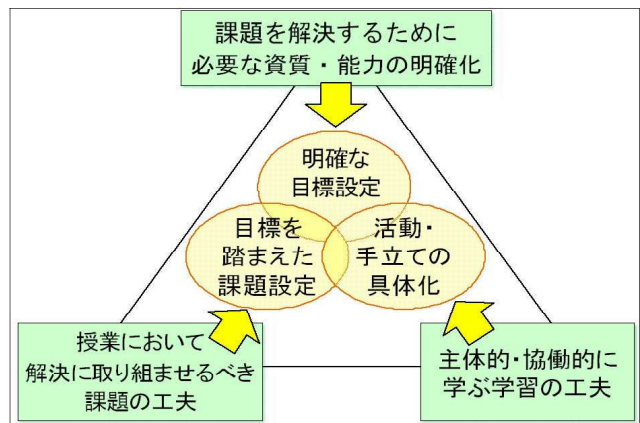 課題を解決するために
必要な資質・能力の明確化
明確な
目標設定
目標を
踏まえた
課題設定
活動・
手立ての
具体化
授業において
解決に取り組ませるべき
課題の工夫
主体的・協働的に
学ぶ学習の工夫